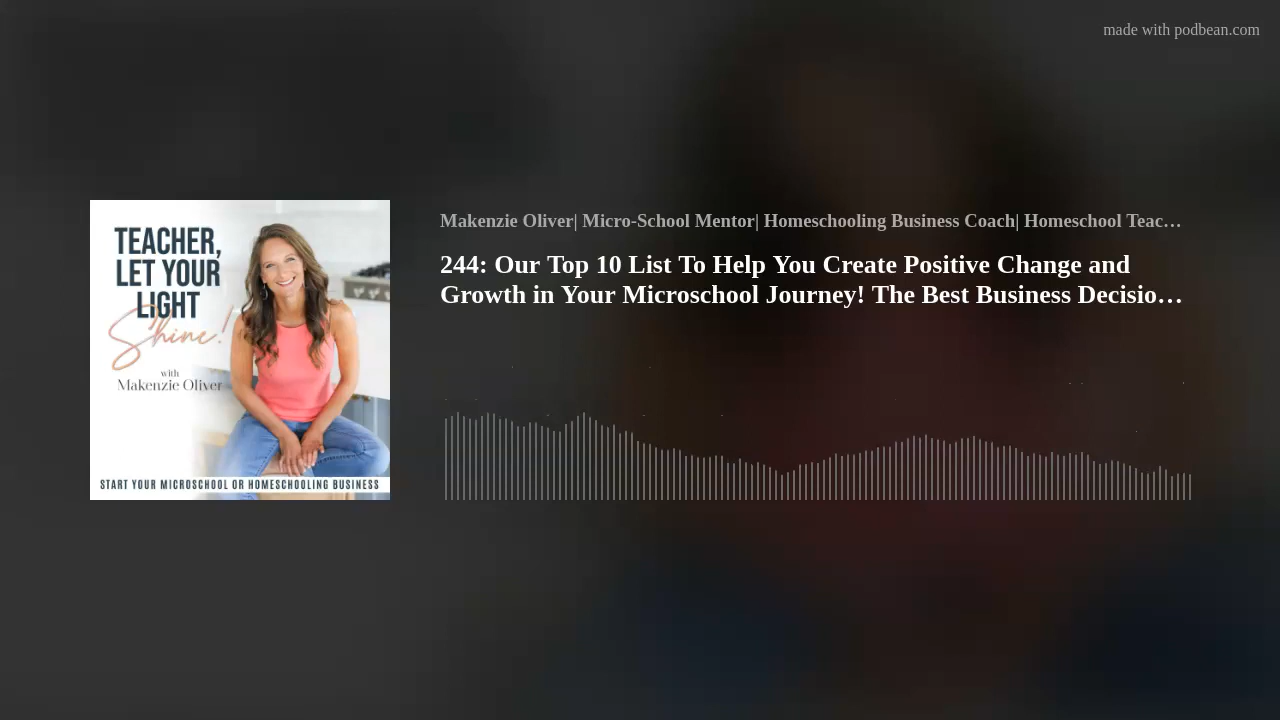 made with podbean.com
TEACHER,
LET YOUR
LIGHT
Shine!
with
Makenzie Oliver
START YOUR MICROSCHOOL OR HOMESCHOOLING BUSINESS
Makenzie Oliver| Micro-School Mentor| Homeschooling Business Coach| Homeschool Teac…
244: Our Top 10 List To Help You Create Positive Change and
Growth in Your Microschool Journey! The Best Business Decisio…